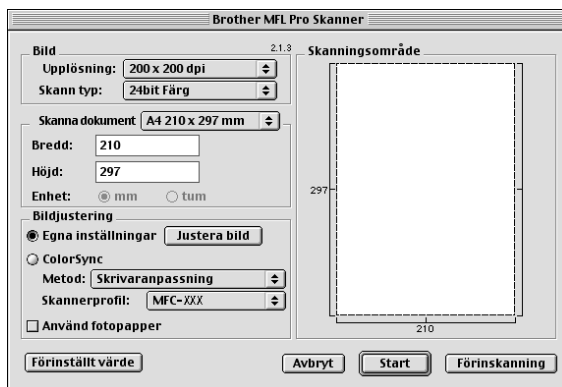 Brother MFL Pro Skanner
Bild
2.1.3
Upplösning: 200 x 200 dpi
Skann typ: 24bit Färg
Skanna dokument A4 210 x 297 mm
Bredd: 210
Höjd: 297
Enhet: mm tum
Bildjustering
Egna inställningar Justera bild
ColorSync
Metod: Skrivaranpassning
Skannerprofil: MFC-XXX
Använd fotopapper
Skanningsområde
297
210
Förinställt värde Avbryt Start Förinskanning